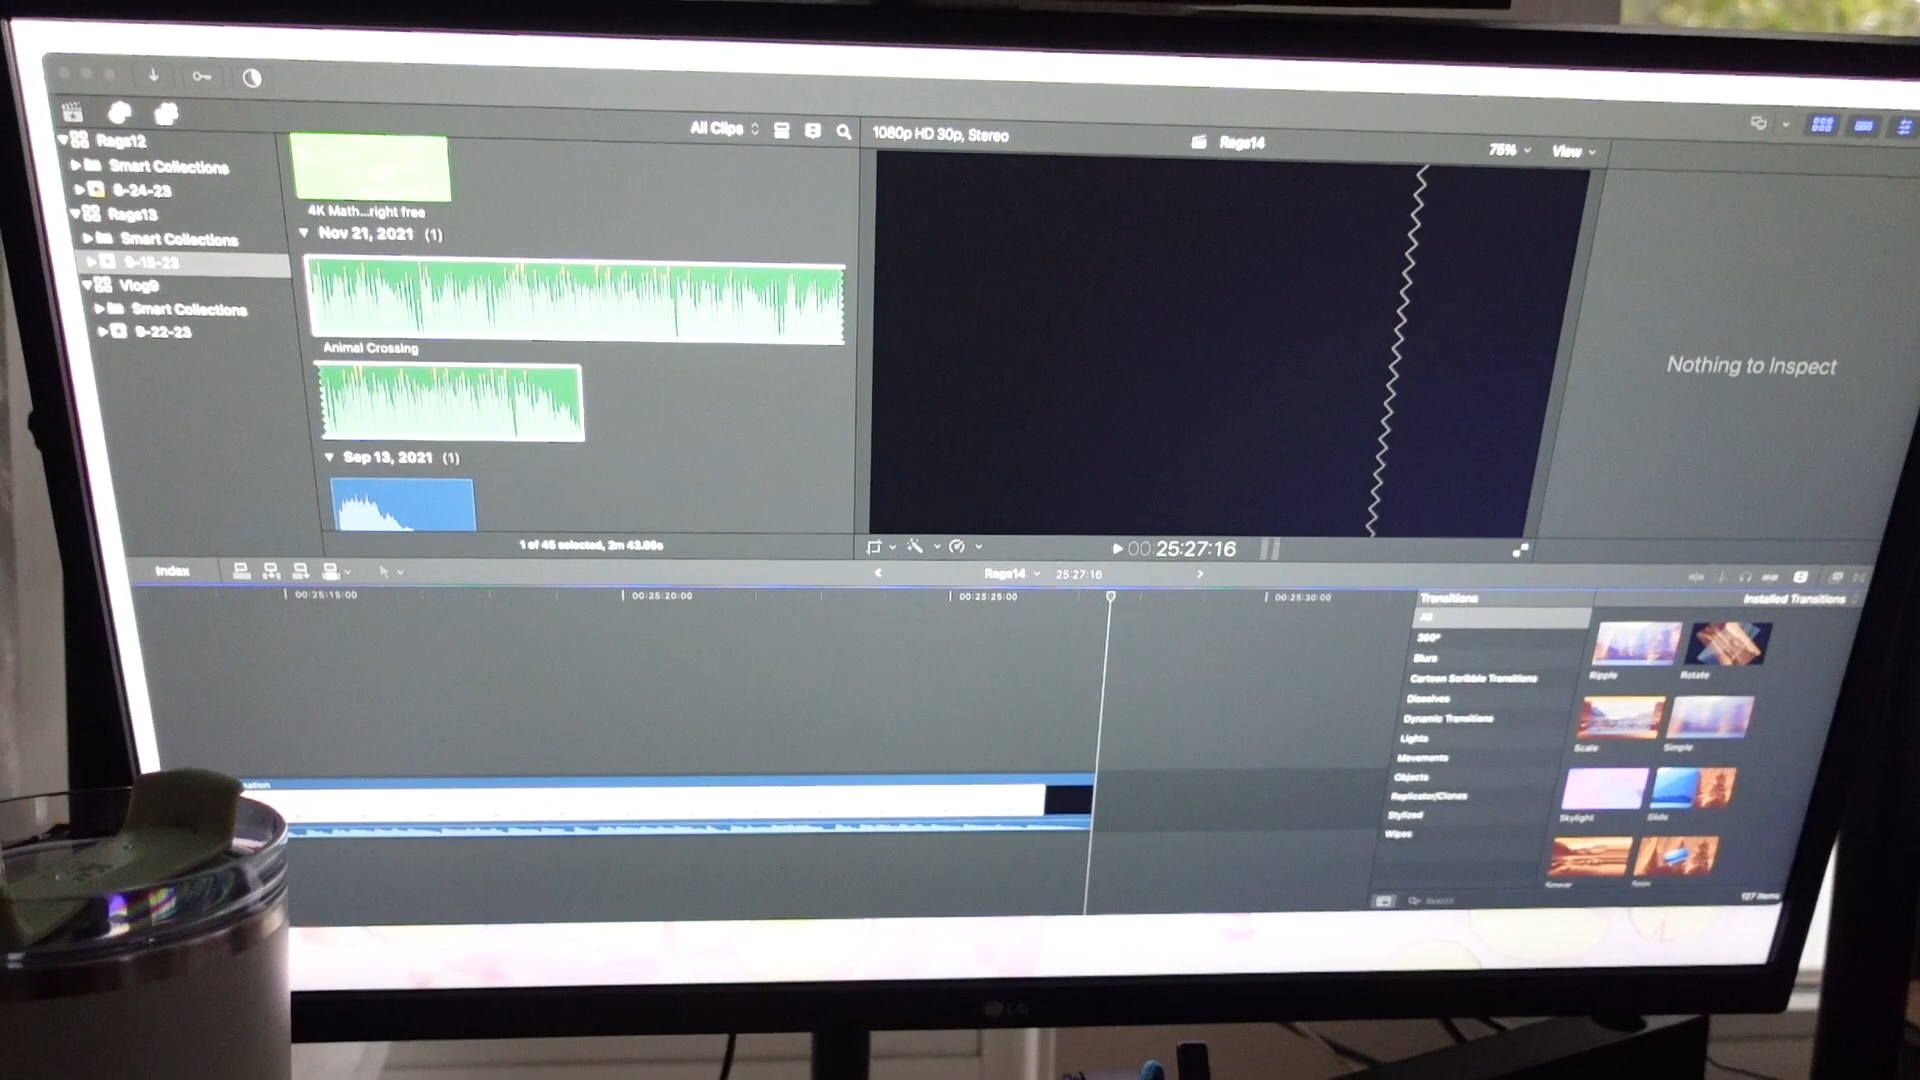 Rags12
Smart Collections
8-24-23
Rags13
Smart Collections
9-15-23
Vlog9
Smart Collections
9-22-23
All Clips
4K Math...right free
Nov 21, 2021 (1)
Animal Crossing
Sep 13, 2021 (1)
1 of 45 selected, 2m 43.66s
1080p HD 30p, Stereo
Rags14
75%
View
Nothing to Inspect
00:25:27:16
Index
Rags14
25:27:16
00:25:15:00
00:25:20:00
00:25:25:00
00:25:30:00
Transitions
Installed Transitions
All
360°
Blurs
Cartoon Scribble Transitions
Dissolves
Dynamic Transitions
Lights
Movements
Objects
Replicator/Clones
Stylized
Wipes
Ripple
Rotate
Scale
Simple
Skylight
Slide
Search
127 items
LG